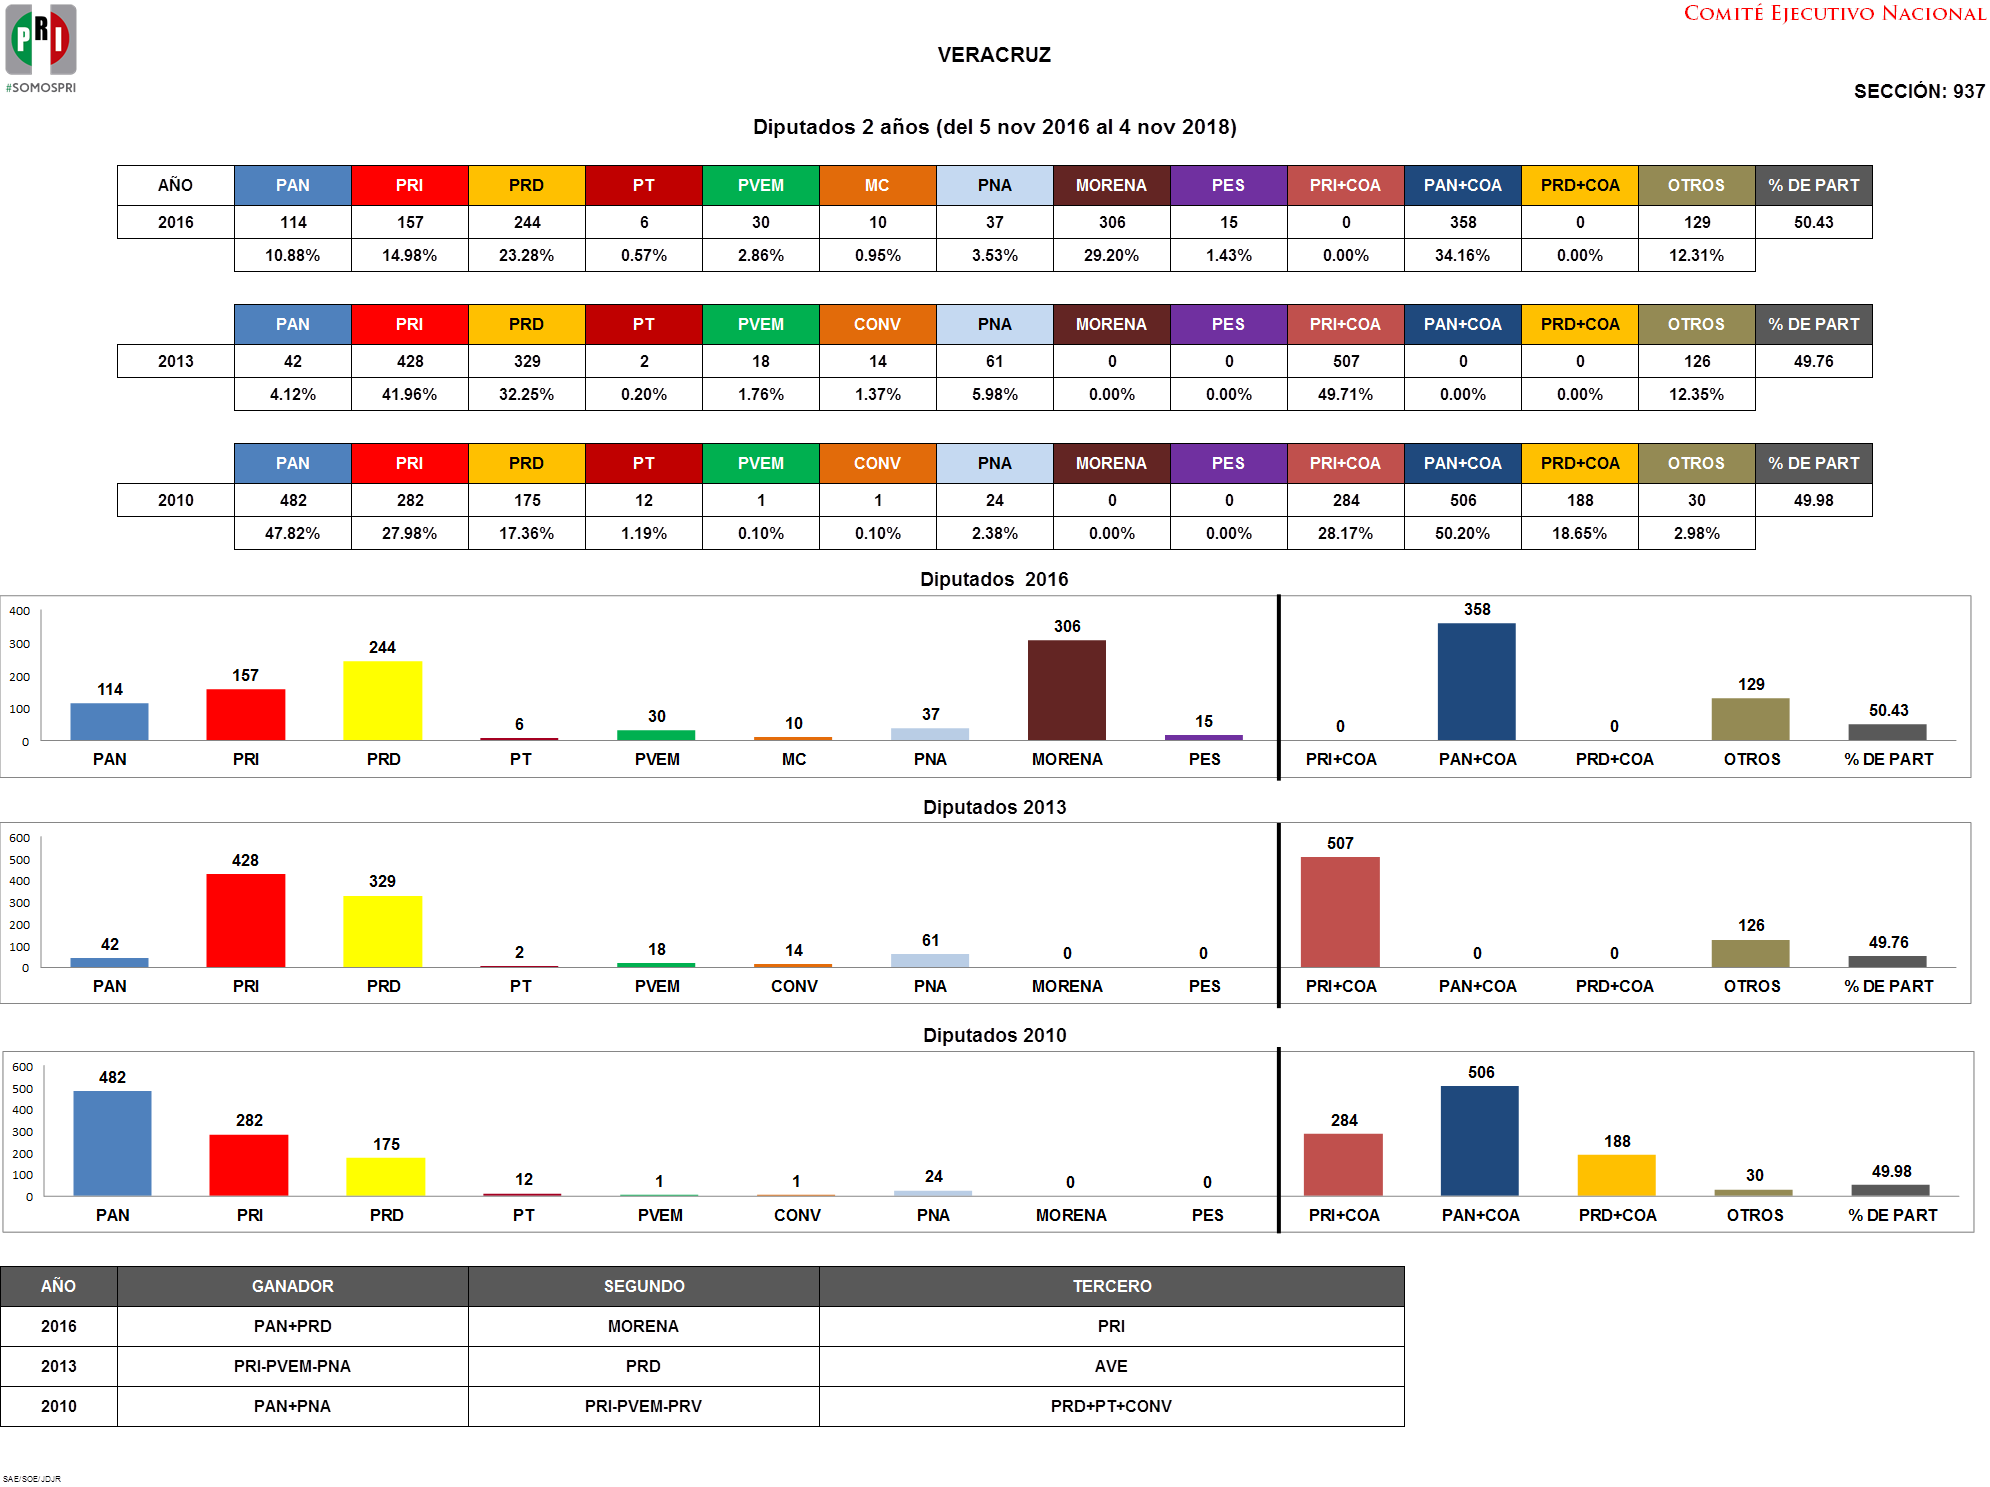 COMITÉ EJECUTIVO NACIONAL
PRI
#SOMOSPRI
VERACRUZ
SECCIÓN: 937
Diputados 2 años (del 5 nov 2016 al 4 nov 2018)
AÑO PAN PRI PRD PT PVEM MC PNA MORENA PES PRI+COA PAN+COA PRD+COA OTROS % DE PART
2016 114 157 244 6 30 10 37 306 15 0 358 0 129 50.43
10.88% 14.98% 23.28% 0.57% 2.86% 0.95% 3.53% 29.20% 1.43% 0.00% 34.16% 0.00% 12.31%
PAN PRI PRD PT PVEM CONV PNA MORENA PES PRI+COA PAN+COA PRD+COA OTROS % DE PART
2013 42 428 329 2 18 14 61 0 0 507 0 0 126 49.76
4.12% 41.96% 32.25% 0.20% 1.76% 1.37% 5.98% 0.00% 0.00% 49.71% 0.00% 0.00% 12.35%
PAN PRI PRD PT PVEM CONV PNA MORENA PES PRI+COA PAN+COA PRD+COA OTROS % DE PART
2010 482 282 175 12 1 1 24 0 0 284 506 188 30 49.98
47.82% 27.98% 17.36% 1.19% 0.10% 0.10% 2.38% 0.00% 0.00% 28.17% 50.20% 18.65% 2.98%
Diputados 2016
400
300
200
100
0
114 157 244 6 30 10 37 306 15 0 358 0 129 50.43
PAN PRI PRD PT PVEM MC PNA MORENA PES PRI+COA PAN+COA PRD+COA OTROS % DE PART
Diputados 2013
600
500
400
300
200
100
0
42 428 329 2 18 14 61 0 0 507 0 0 126 49.76
PAN PRI PRD PT PVEM CONV PNA MORENA PES PRI+COA PAN+COA PRD+COA OTROS % DE PART
Diputados 2010
600
500
400
300
200
100
0
482 282 175 12 1 1 24 0 0 284 506 188 30 49.98
PAN PRI PRD PT PVEM CONV PNA MORENA PES PRI+COA PAN+COA PRD+COA OTROS % DE PART
AÑO GANADOR SEGUNDO TERCERO
2016 PAN+PRD MORENA PRI
2013 PRI-PVEM-PNA PRD AVE
2010 PAN+PNA PRI-PVEM-PRV PRD+PT+CONV
SAE/SOE/JDJR